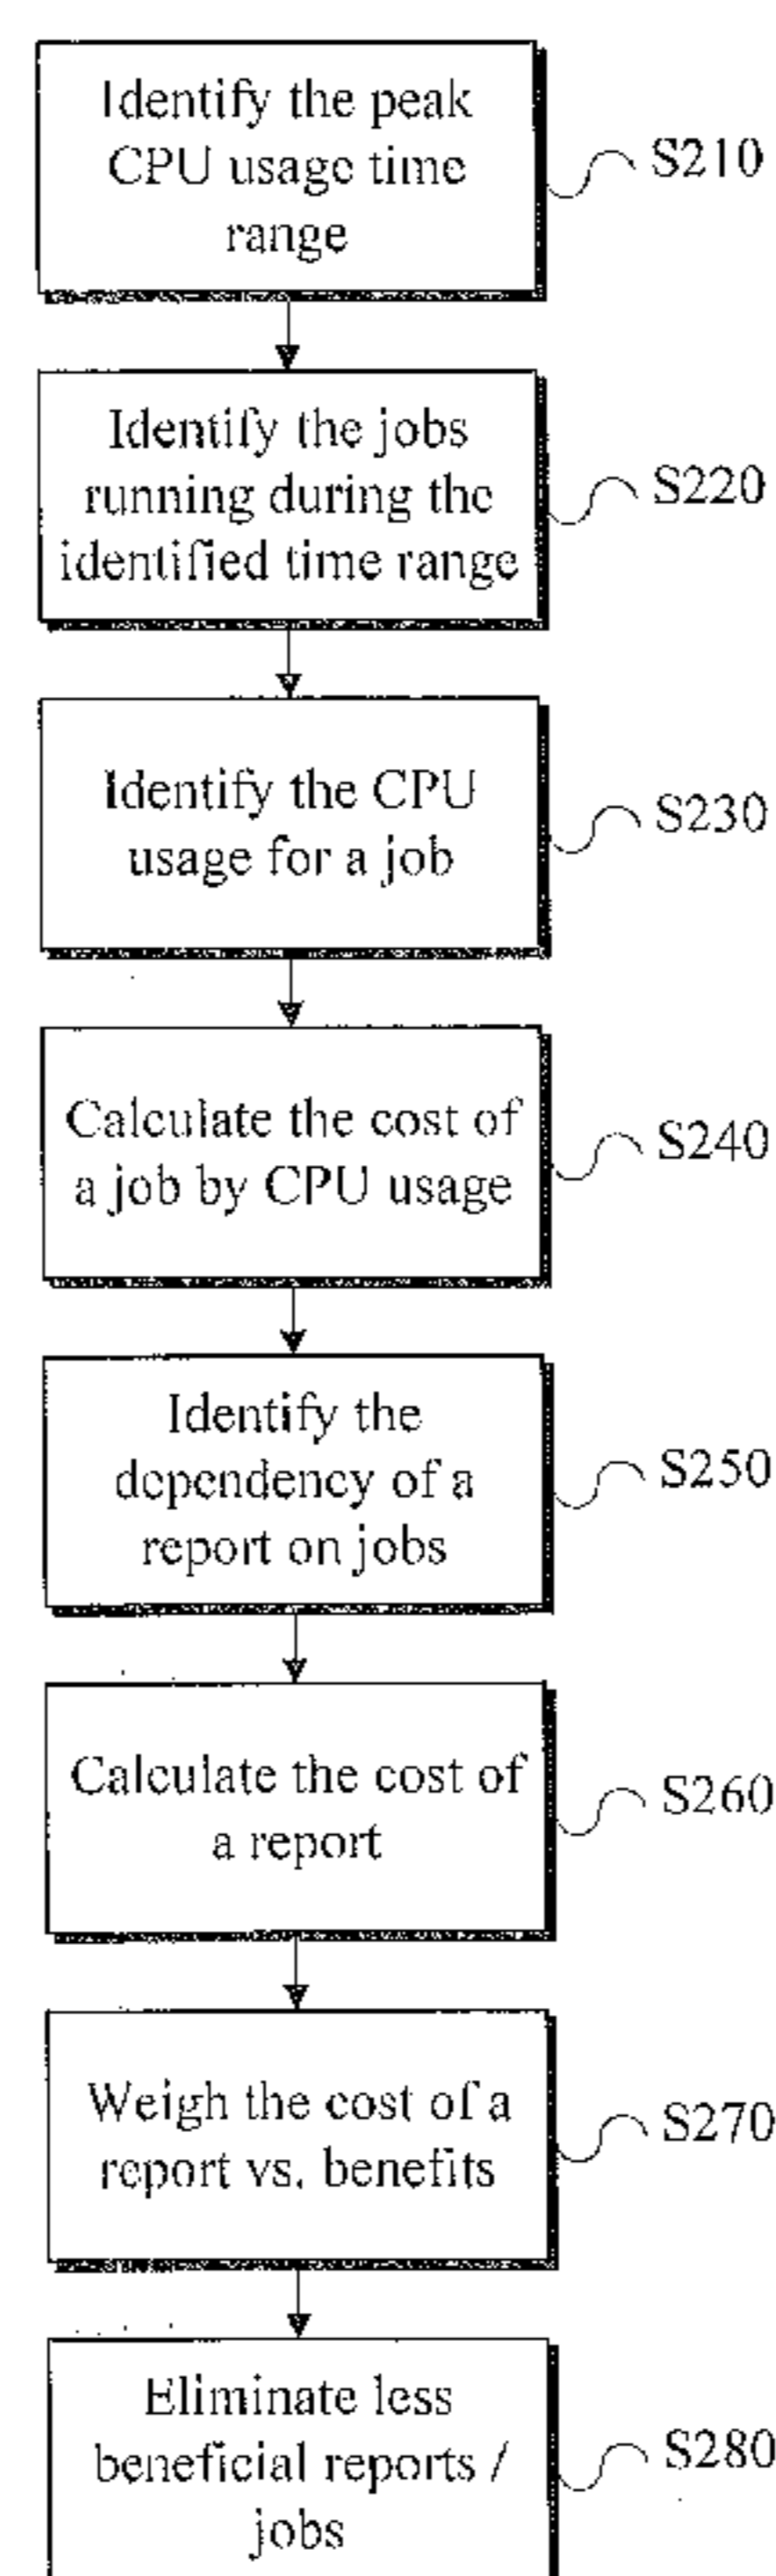 Identify the peak
CPU usage time
range
S210
Identify the jobs
running during the
identified time range
S220
Identify the CPU
usage for a job
S230
Calculate the cost of
a job by CPU usage
S240
Identify the
dependency of a
report on jobs
S250
Calculate the cost of
a report
S260
Weigh the cost of a
report vs. benefits
S270
Eliminate less
beneficial reports /
jobs
S280